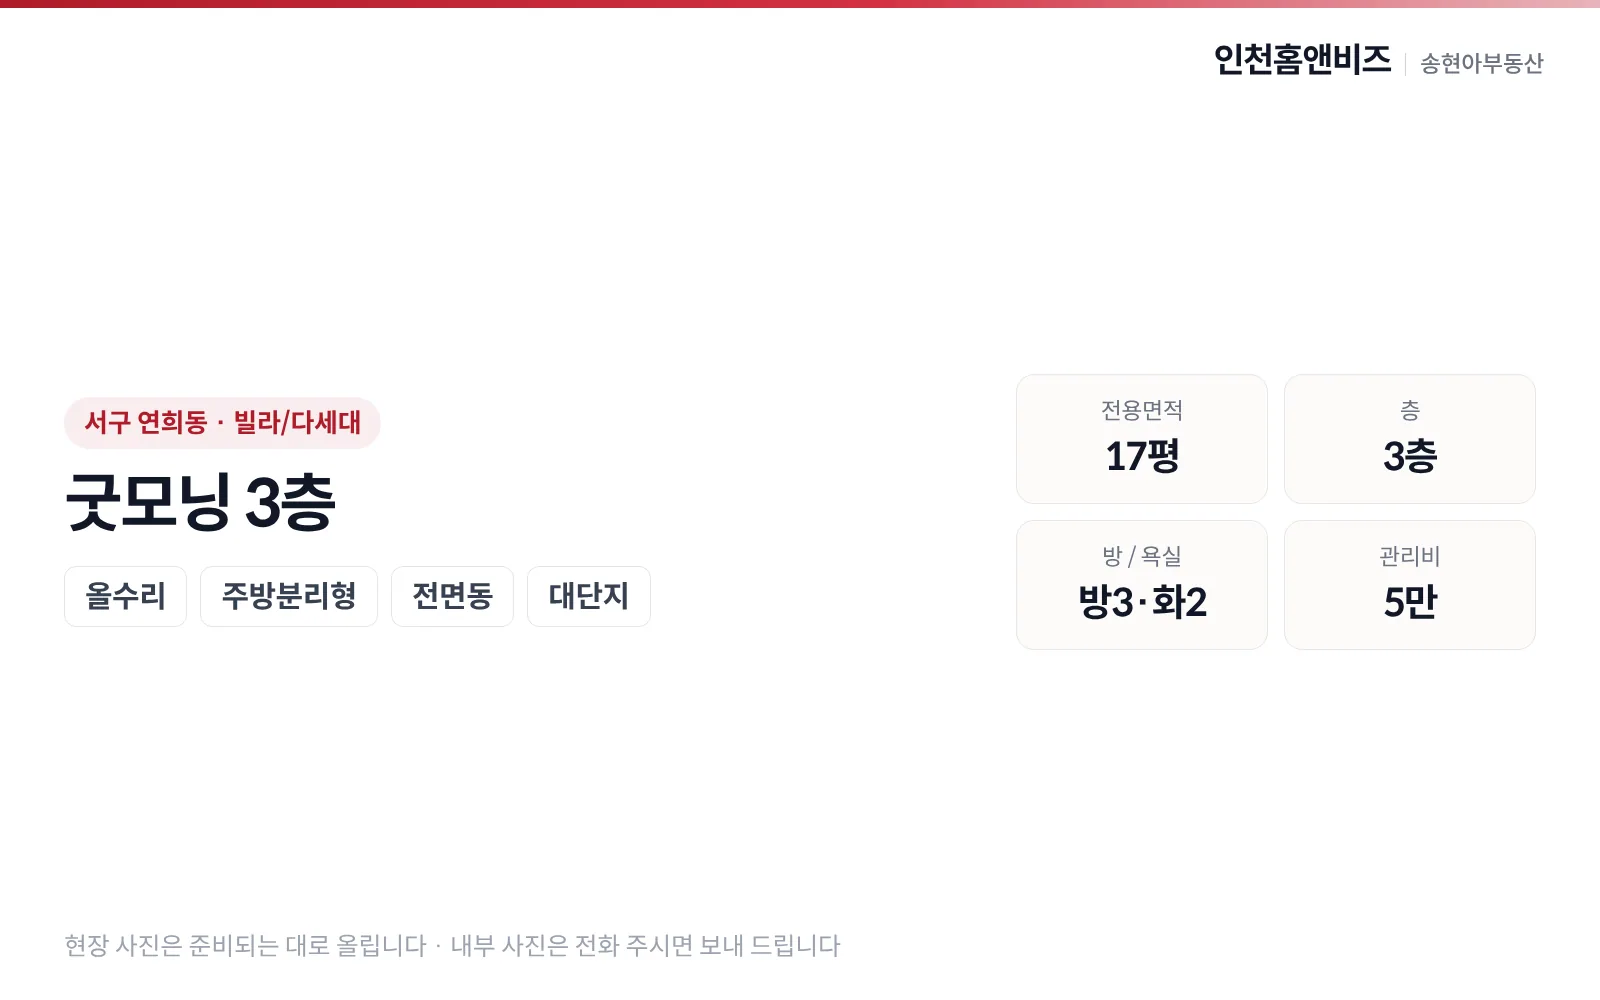 인천홈앤비즈 송현아부동산
서구 연희동 · 빌라/다세대
굿모닝 3층
올수리 주방분리형 전면동 대단지
전용면적
17평
층
3층
방 / 욕실
방3·화2
관리비
5만
현장 사진은 준비되는 대로 올립니다 · 내부 사진은 전화 주시면 보내 드립니다